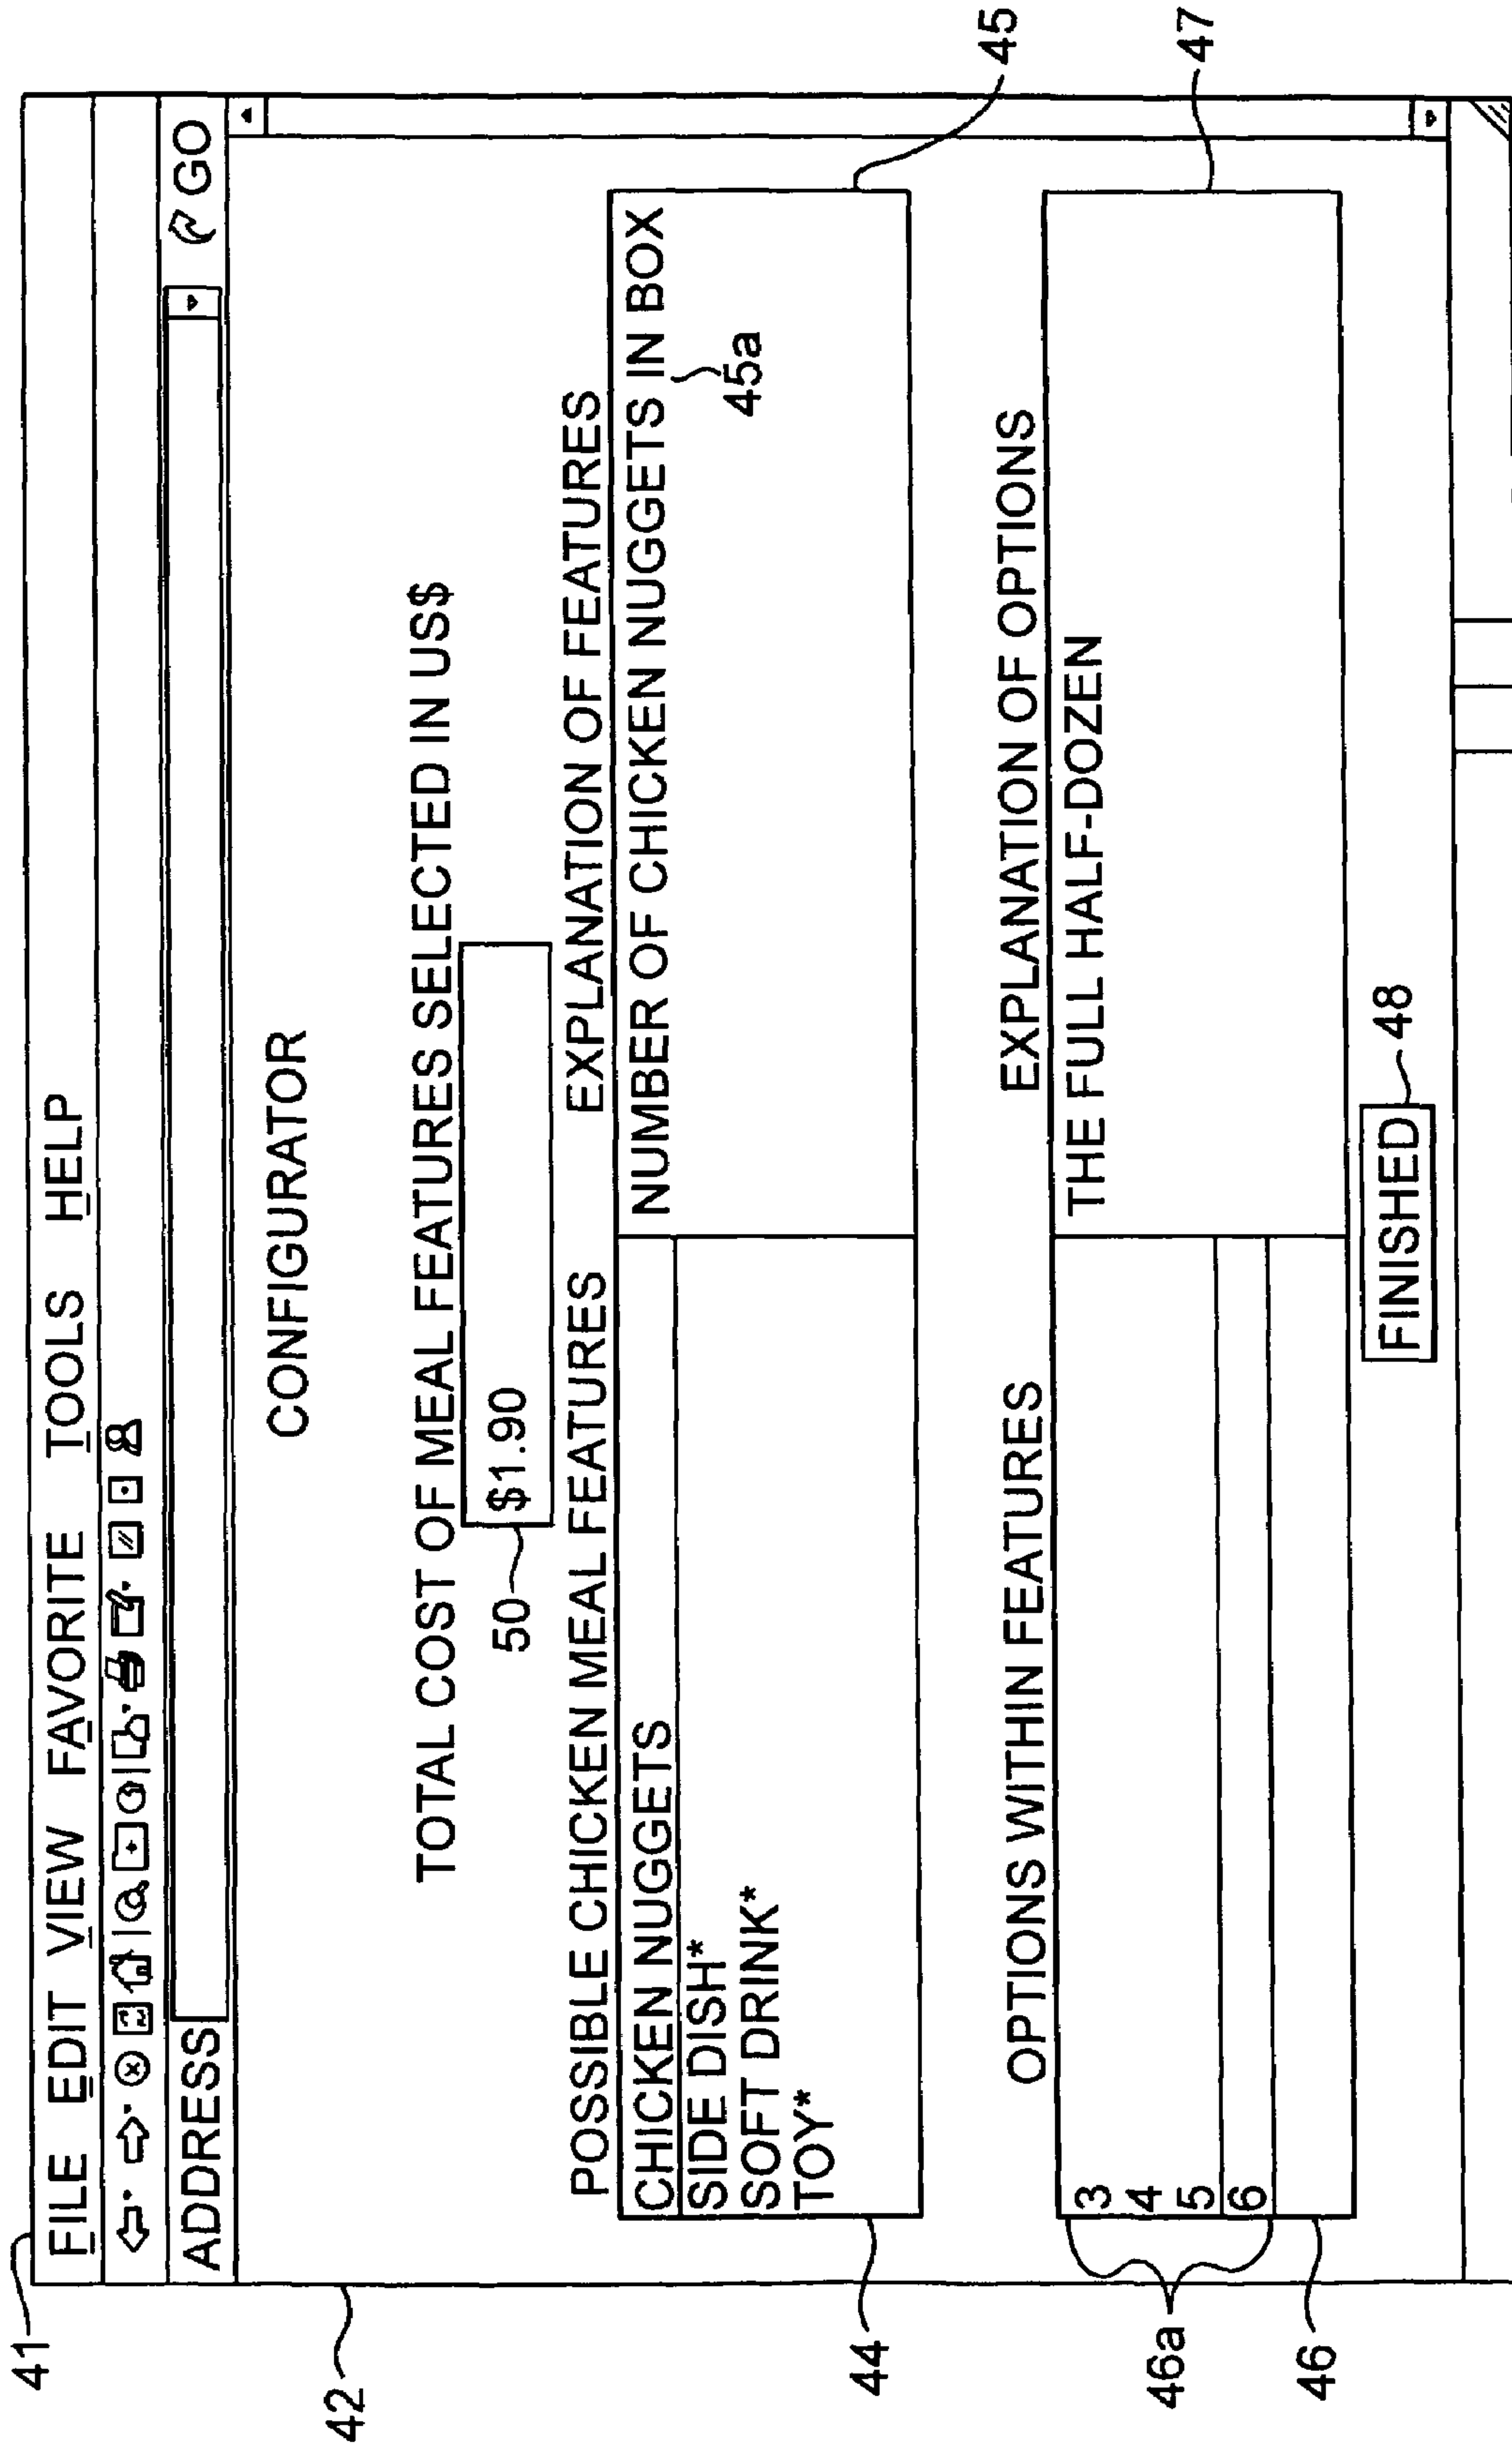 41
FILE EDIT VIEW FAVORITE TOOLS HELP
ADDRESS
GO
42
CONFIGURATOR
TOTAL COST OF MEAL FEATURES SELECTED IN US$
50
$1.90
POSSIBLE CHICKEN MEAL FEATURES
EXPLANATION OF FEATURES
CHICKEN NUGGETS
NUMBER OF CHICKEN NUGGETS IN BOX
SIDE DISH*
SOFT DRINK*
TOY*
45a
44
45
OPTIONS WITHIN FEATURES
EXPLANATION OF OPTIONS
3
THE FULL HALF-DOZEN
4
5
6
46a
46
47
FINISHED
48